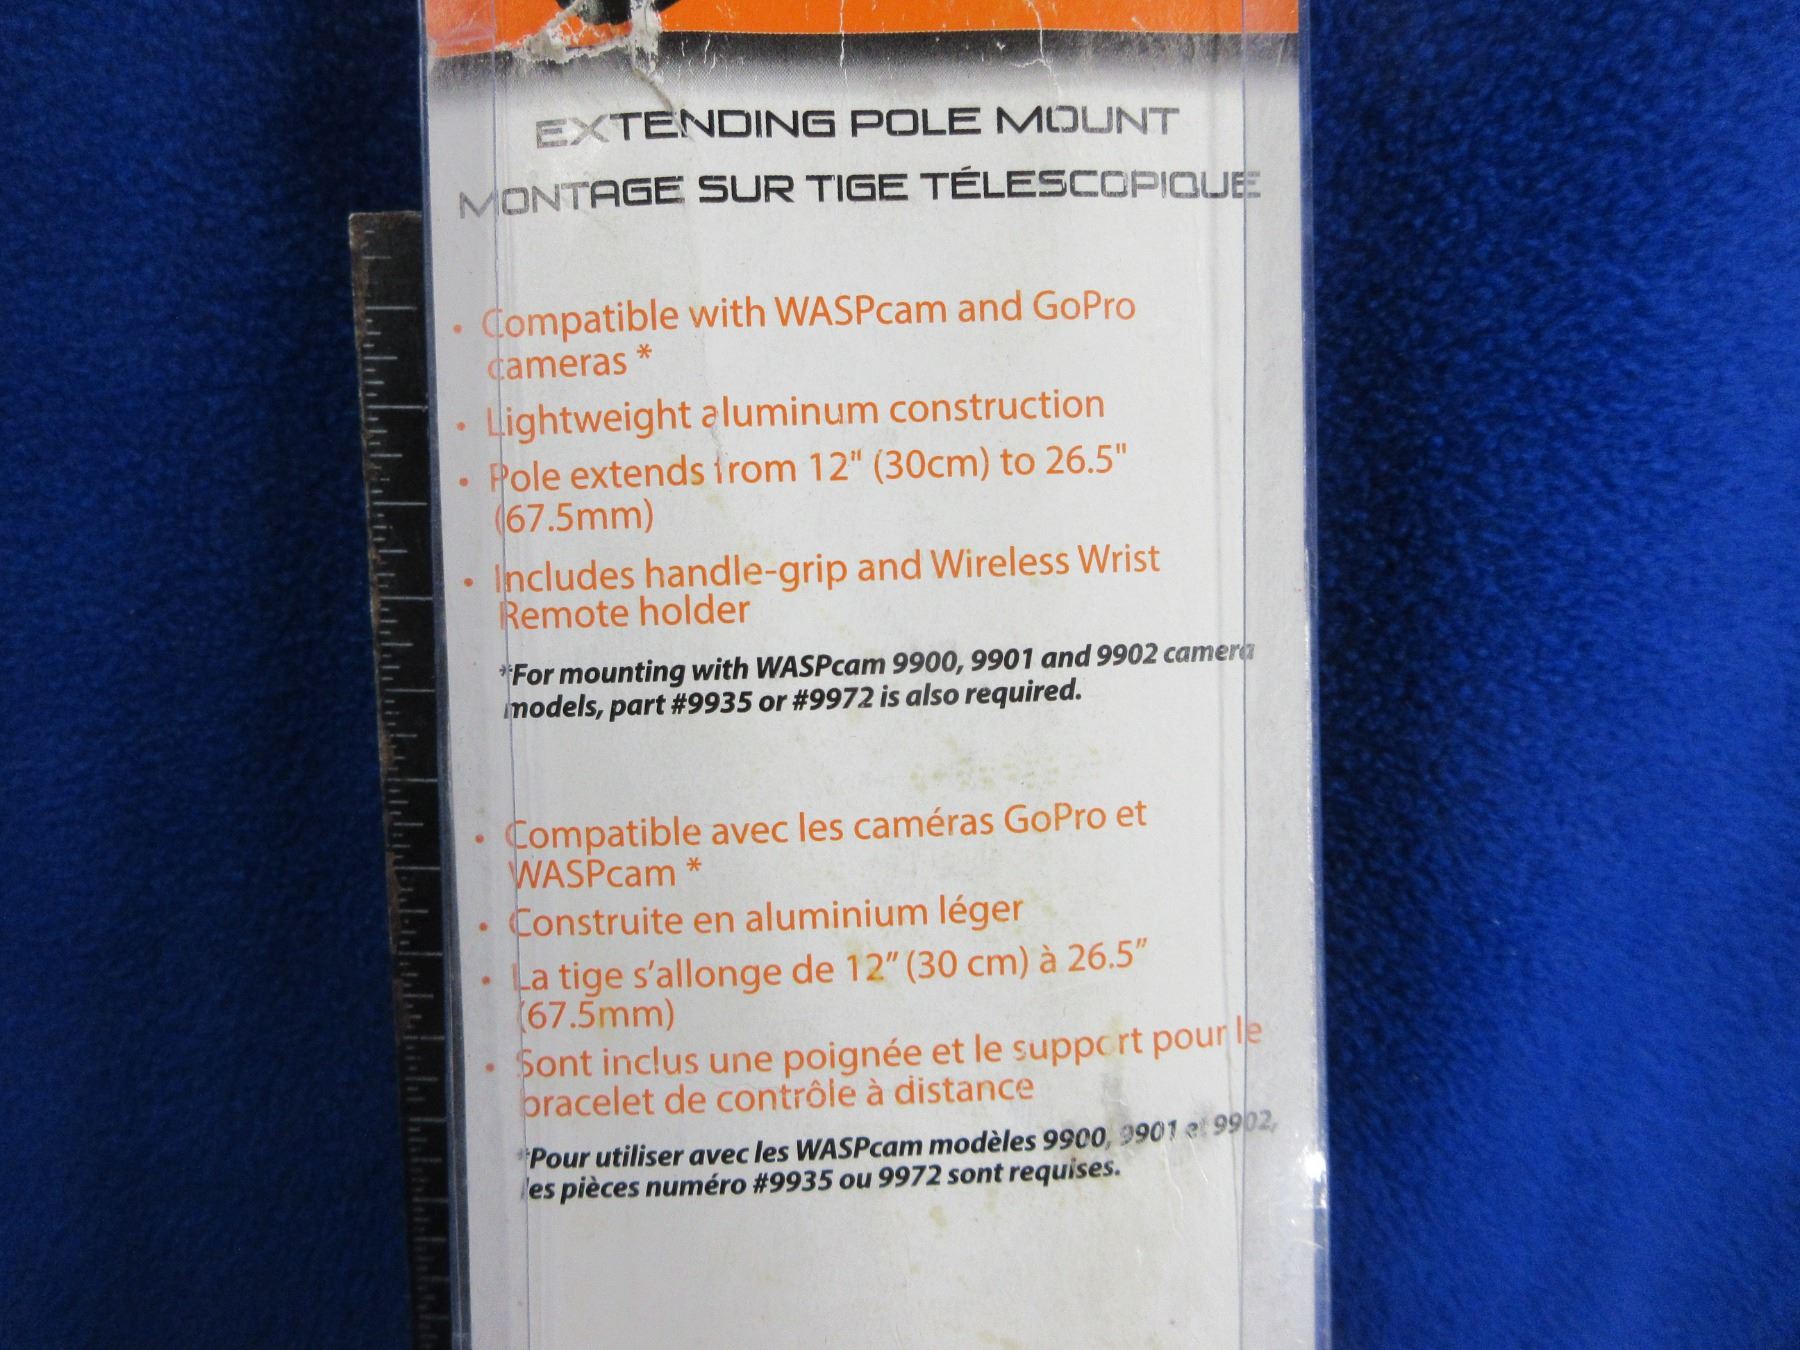 EXTENDING POLE MOUNT
MONTAGE SUR TIGE TÉLESCOPIQUE
• Compatible with WASPcam and GoPro
cameras *
• Lightweight aluminum construction
• Pole extends from 12" (30cm) to 26.5"
(67.5mm)
• Includes handle-grip and Wireless Wrist
Remote holder
*For mounting with WASPcam 9900, 9901 and 9902 camera
models, part #9935 or #9972 is also required.
• Compatible avec les caméras GoPro et
WASPcam *
• Construite en aluminium léger
• La tige s'allonge de 12" (30 cm) à 26.5"
(67.5mm)
• Sont inclus une poignée et le support pour le
bracelet de contrôle à distance
*Pour utiliser avec les WASPcam modèles 9900, 9901 et 9902,
les pièces numéro #9935 ou 9972 sont requises.